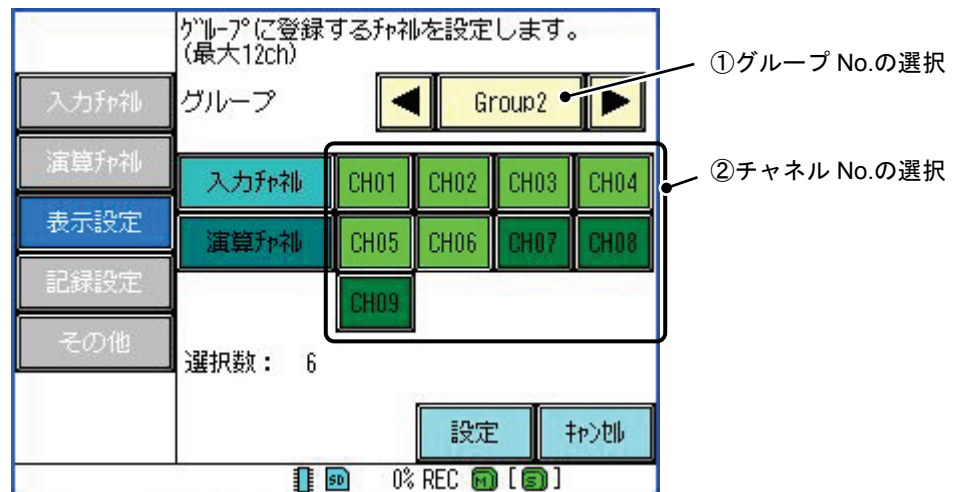 ｸﾞﾙｰﾌﾟに登録するﾁｬﾈﾙを設定します。
(最大12ch)
グループ
Group2
①グループ No.の選択
入力ﾁｬﾈﾙ
演算ﾁｬﾈﾙ
表示設定
記録設定
その他
入力ﾁｬﾈﾙ
CH01 CH02 CH03 CH04
②チャネル No.の選択
演算ﾁｬﾈﾙ
CH05 CH06 CH07 CH08
CH09
選択数： 6
設定
ｷｬﾝｾﾙ
SD 0% REC M [S]